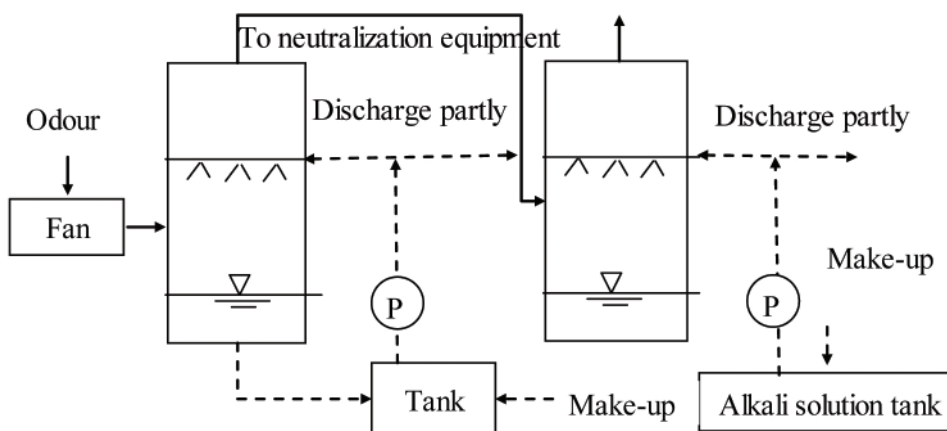 To neutralization equipment
Odour
Discharge partly
Discharge partly
Fan
Make-up
P
P
Tank
Make-up
Alkali solution tank